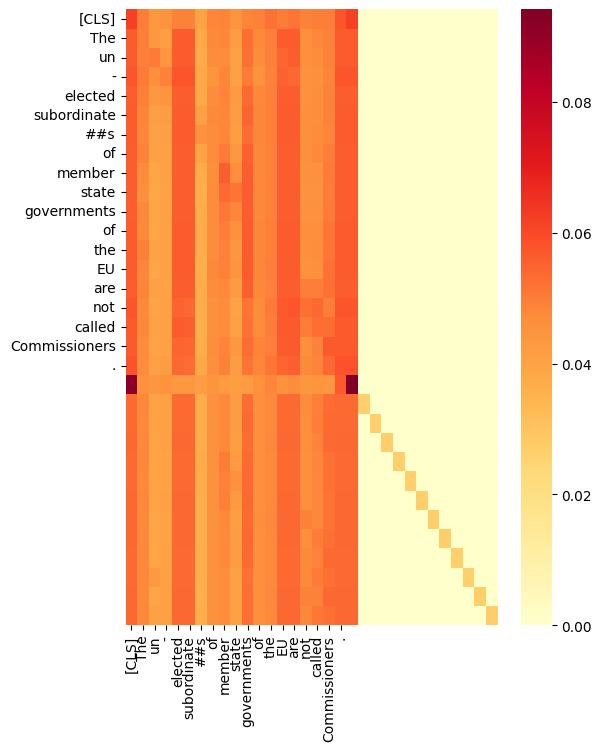 [CLS]
The
un
-
elected
subordinate
##s
of
member
state
governments
of
the
EU
are
not
called
Commissioners
.
0.08
0.06
0.04
0.02
0.00
[CLS]
The
un
-
elected
subordinate
##s
of
member
state
governments
of
the
EU
are
not
called
Commissioners
.